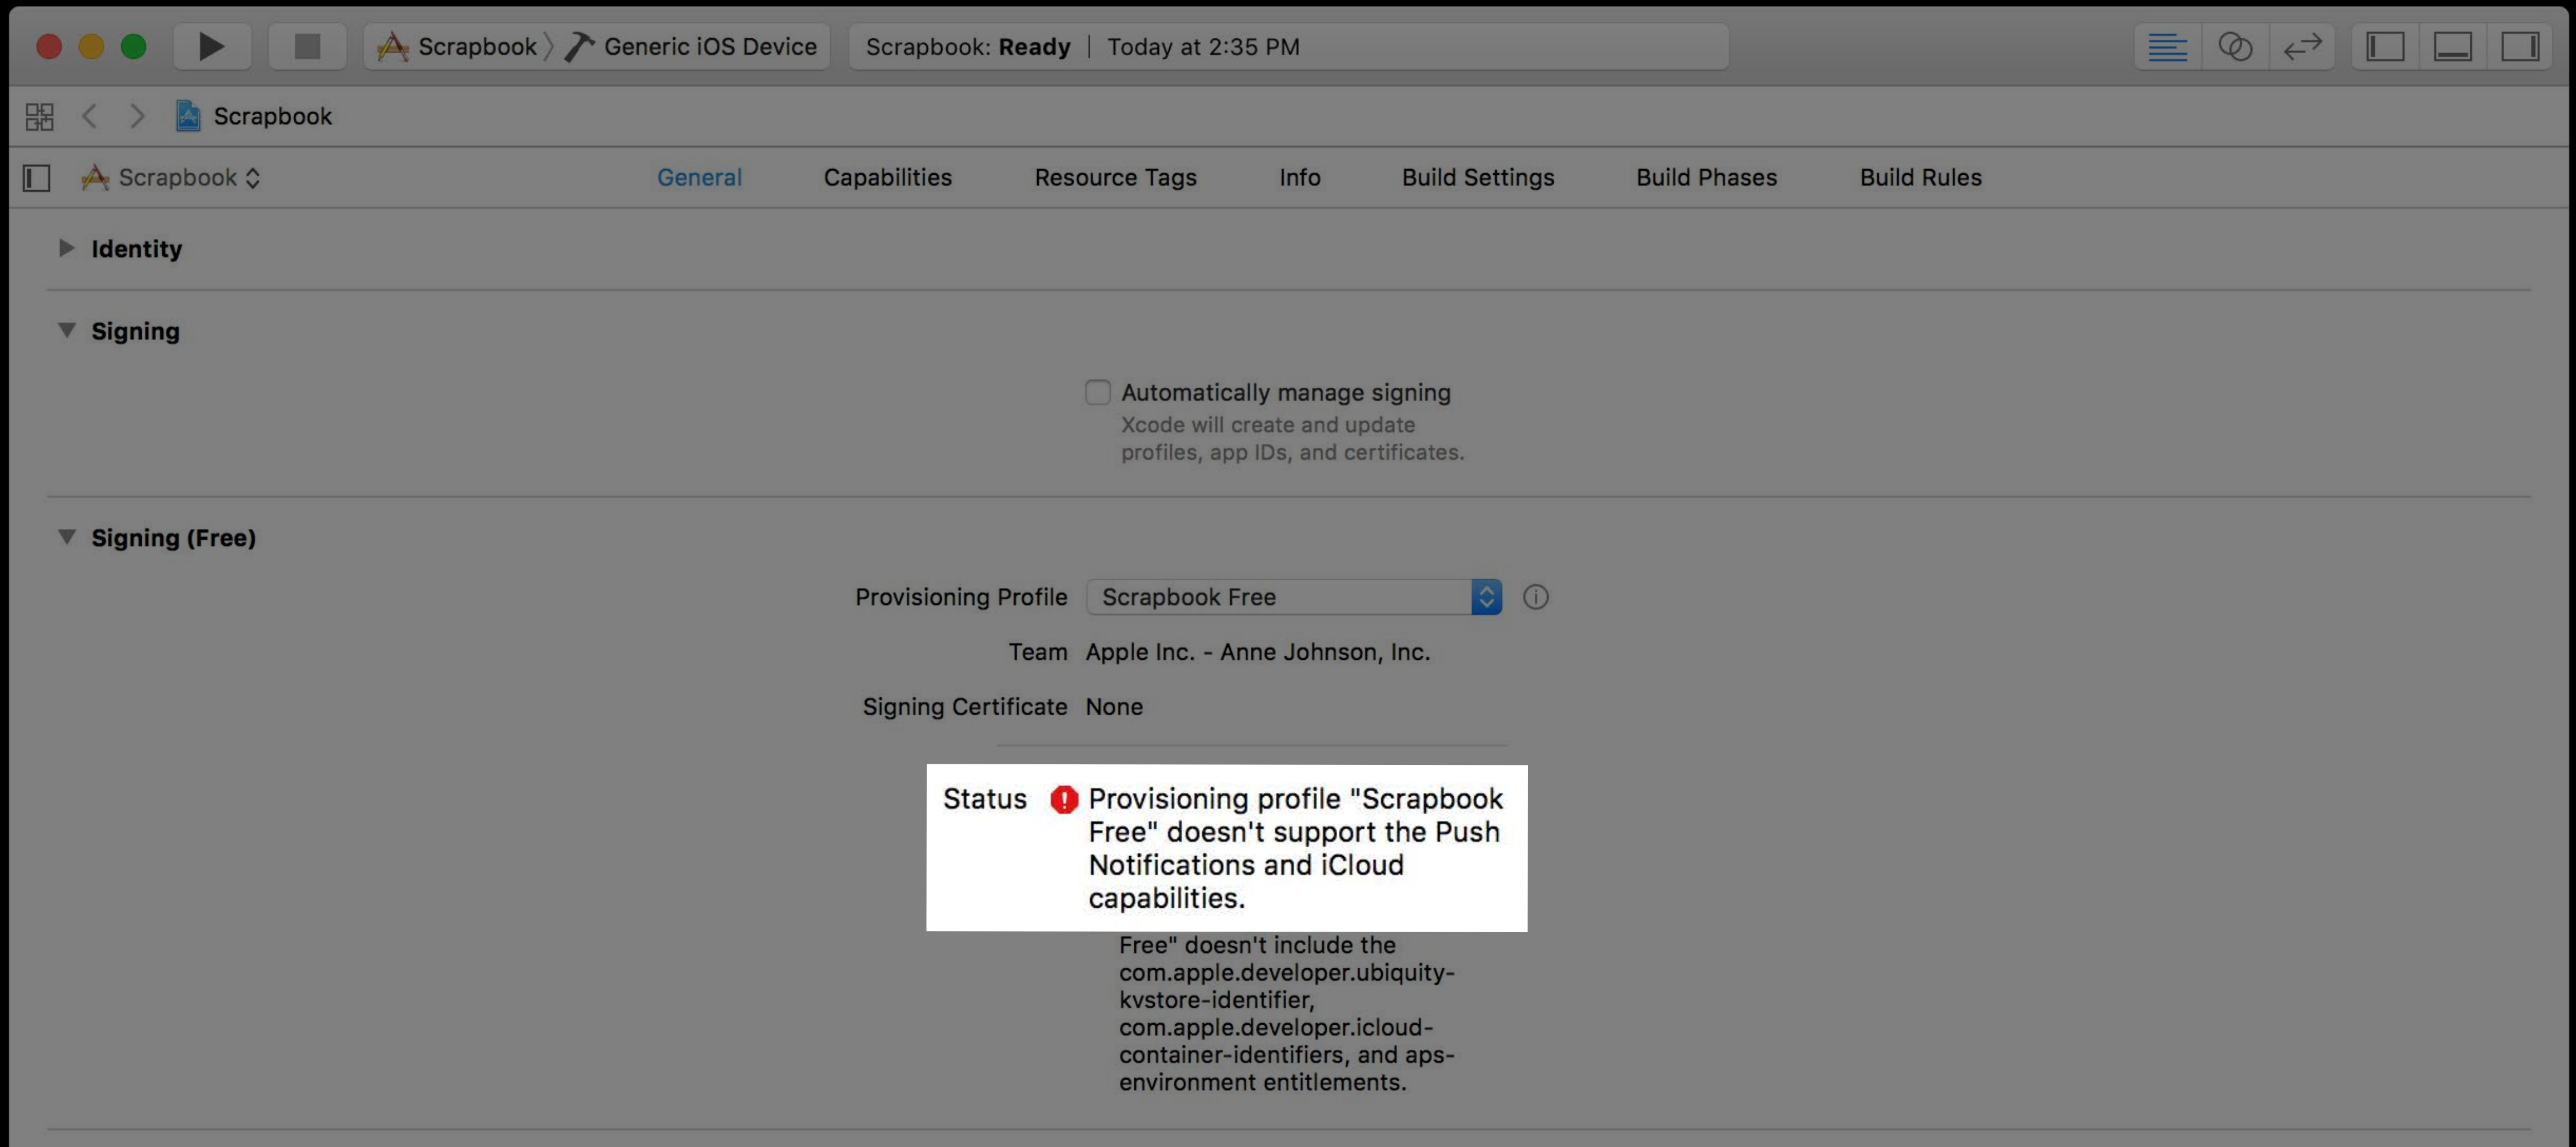 Scrapbook Generic iOS Device Scrapbook: Ready | Today at 2:35 PM
Scrapbook
Scrapbook General Capabilities Resource Tags Info Build Settings Build Phases Build Rules
Identity
Signing
Automatically manage signing
Xcode will create and update
profiles, app IDs, and certificates.
Signing (Free)
Provisioning Profile Scrapbook Free
Team Apple Inc. - Anne Johnson, Inc.
Signing Certificate None
Status Provisioning profile "Scrapbook
Free" doesn't support the Push
Notifications and iCloud
capabilities.
Free" doesn't include the
com.apple.developer.ubiquity-
kvstore-identifier,
com.apple.developer.icloud-
container-identifiers, and aps-
environment entitlements.